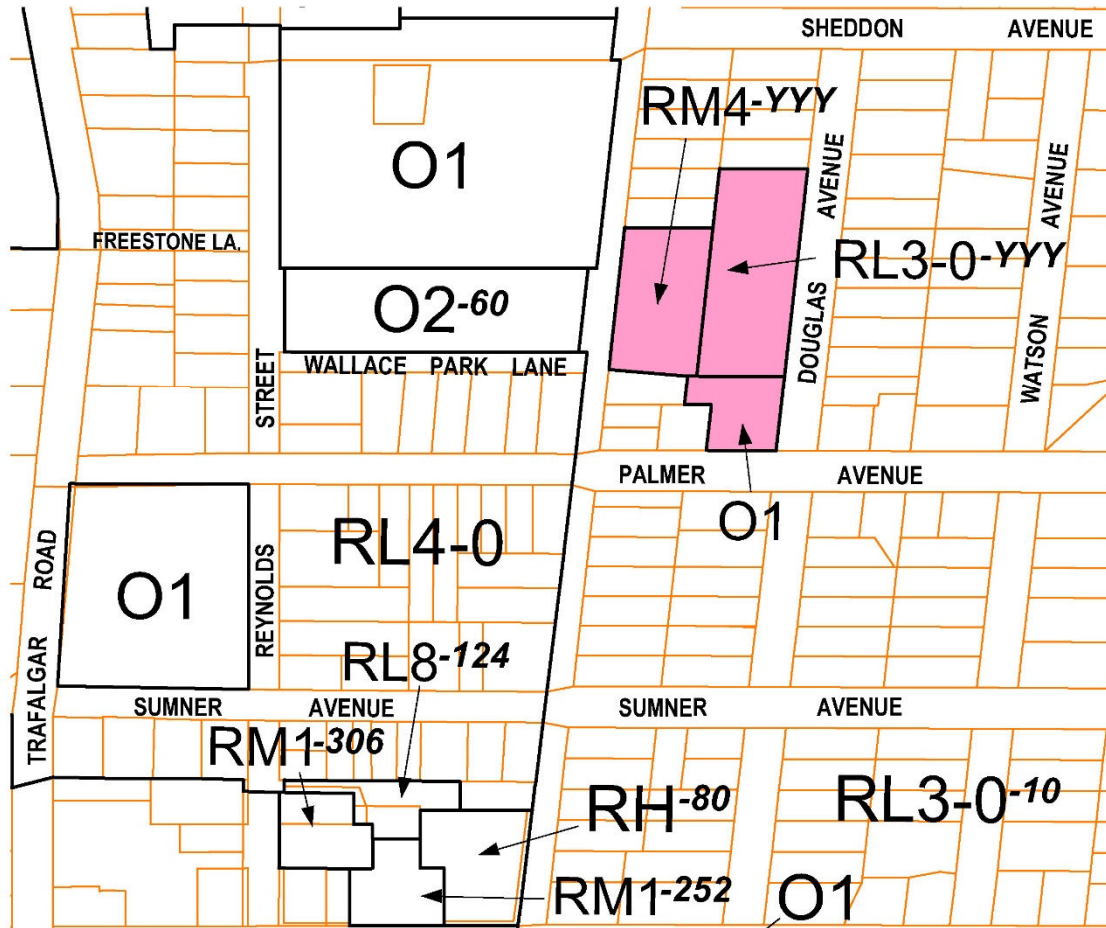 SHEDDON AVENUE
RM4-YYY
O1
AVENUE
AVENUE
FREESTONE LA.
RL3-0-YYY
O2-60
DOUGLAS
WALLACE PARK LANE
WATSON
STREET
PALMER AVENUE
O1
RL4-0
ROAD
O1
REYNOLDS
RL8-124
TRAFALGAR
SUMNER AVENUE
SUMNER AVENUE
RM1-306
RH-80
RL3-0-10
RM1-252
O1